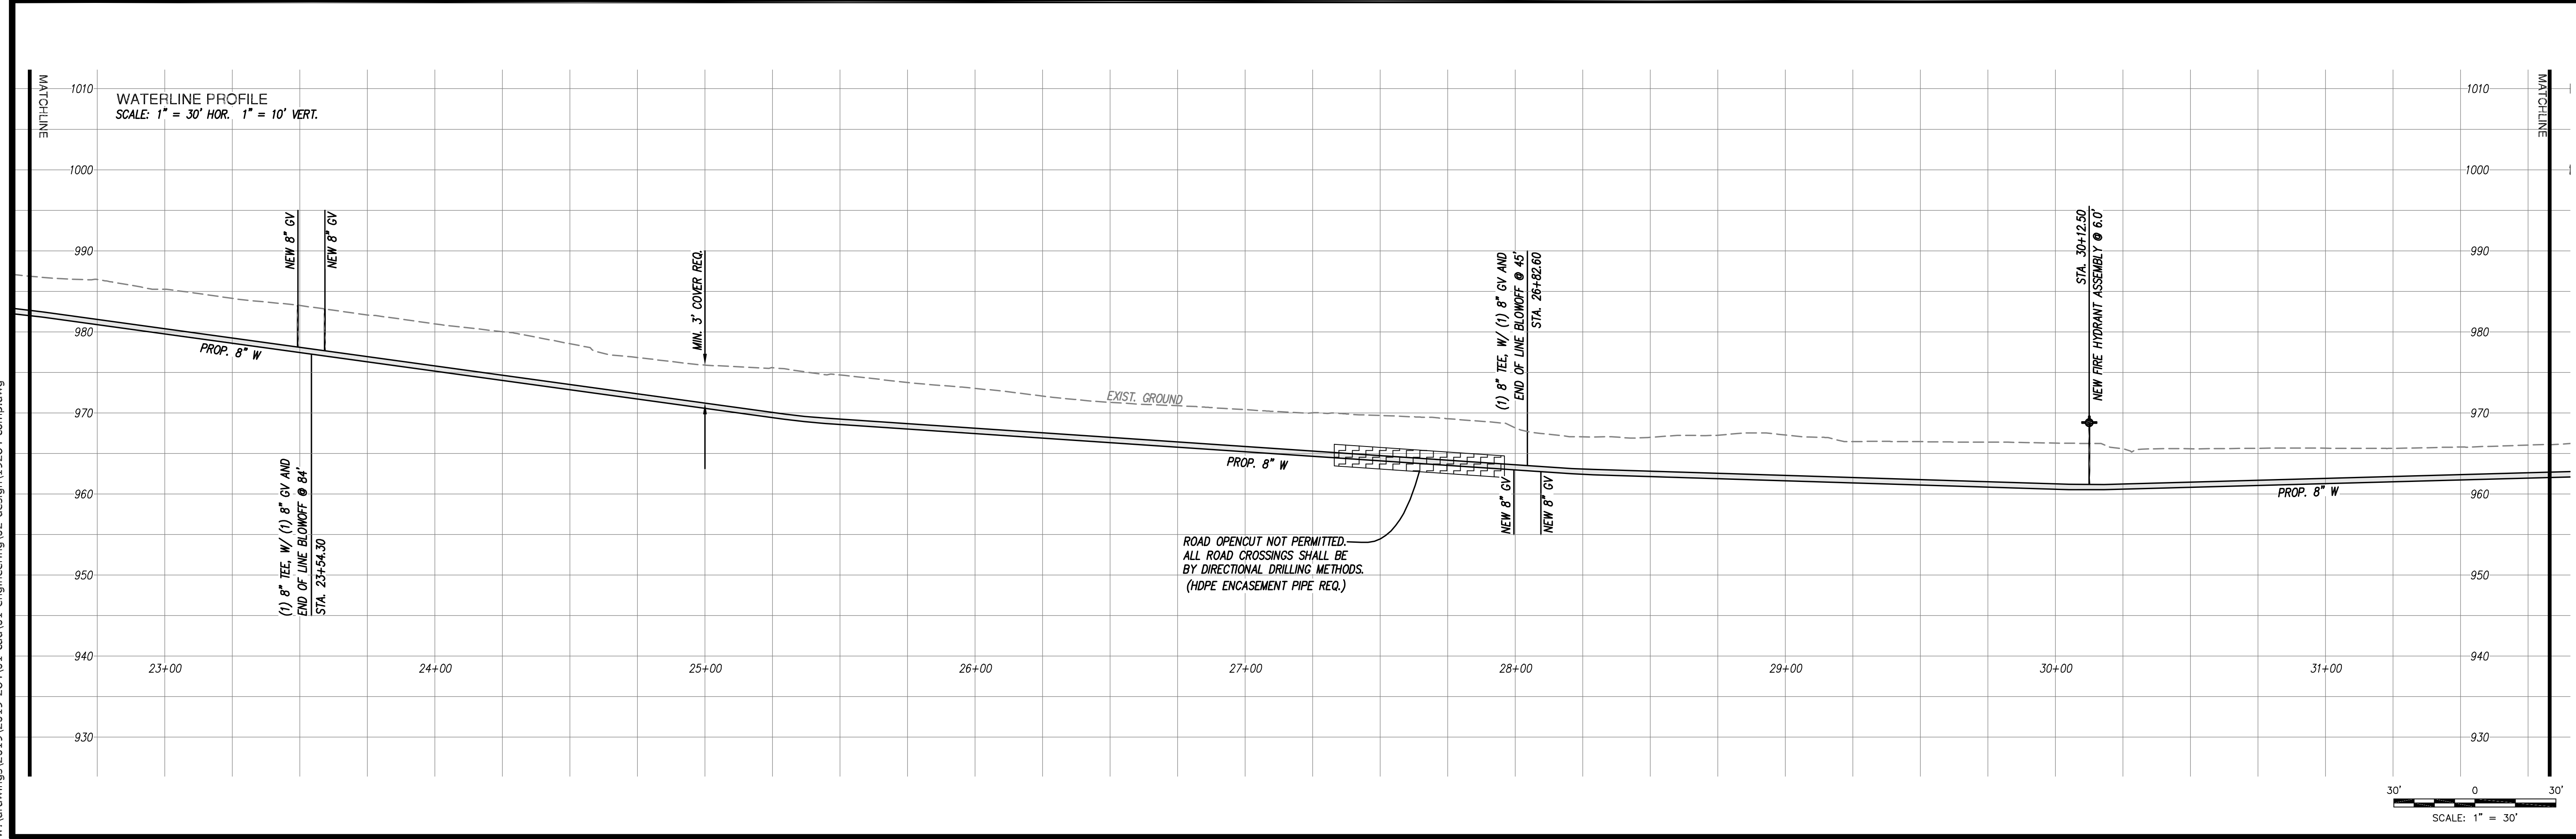 MATCHLINE
MATCHLINE
WATERLINE PROFILE
SCALE: 1" = 30' HOR. 1" = 10' VERT.
1010
1010
1000
1000
990
990
980
980
970
970
960
960
950
950
940
940
930
930
NEW 8" GV
NEW 8" GV
PROP. 8" W
(1) 8" TEE, W/ (1) 8" GV AND
END OF LINE BLOWOFF @ 84'
STA. 23+54.30
MIN. 3' COVER REQ.
EXIST. GROUND
PROP. 8" W
ROAD OPENCUT NOT PERMITTED.
ALL ROAD CROSSINGS SHALL BE
BY DIRECTIONAL DRILLING METHODS.
(HDPE ENCASEMENT PIPE REQ.)
(1) 8" TEE, W/ (1) 8" GV AND
END OF LINE BLOWOFF @ 45'
STA. 26+82.60
NEW 8" GV
NEW 8" GV
STA. 30+12.50
NEW FIRE HYDRANT ASSEMBLY @ 6.0'
PROP. 8" W
23+00
24+00
25+00
26+00
27+00
28+00
29+00
30+00
31+00
30'
0
30'
SCALE: 1" = 30'